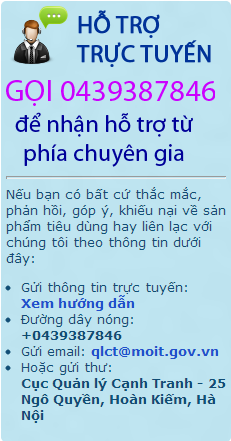 HỖ TRỢ
TRỰC TUYẾN
GỌI 0439387846
để nhận hỗ trợ từ
phía chuyên gia
Nếu bạn có bất cứ thắc mắc,
phản hồi, góp ý, khiếu nại về sản
phẩm tiêu dùng hay liên lạc với
chúng tôi theo thông tin dưới
đây:
Gửi thông tin trực tuyến:
Xem hướng dẫn
Đường dây nóng:
+0439387846
Gửi email: qlct@moit.gov.vn
Hoặc gửi thư:
Cục Quản lý Cạnh Tranh - 25
Ngô Quyền, Hoàn Kiếm, Hà
Nội